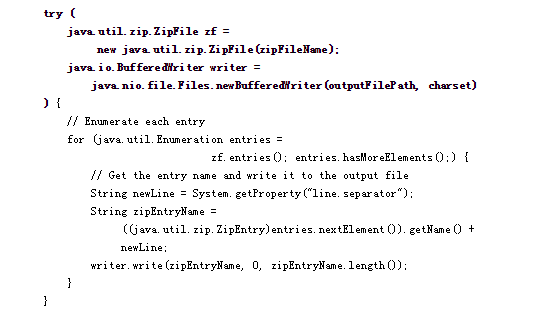 try (
java.util.zip.ZipFile zf =
new java.util.zip.ZipFile(zipFileName);
java.io.BufferedWriter writer =
java.nio.file.Files.newBufferedWriter(outputFilePath, charset)
) {
// Enumerate each entry
for (java.util.Enumeration entries =
zf.entries(); entries.hasMoreElements();) {
// Get the entry name and write it to the output file
String newLine = System.getProperty("line.separator");
String zipEntryName =
((java.util.zip.ZipEntry)entries.nextElement()).getName() +
newLine;
writer.write(zipEntryName, 0, zipEntryName.length());
}
}